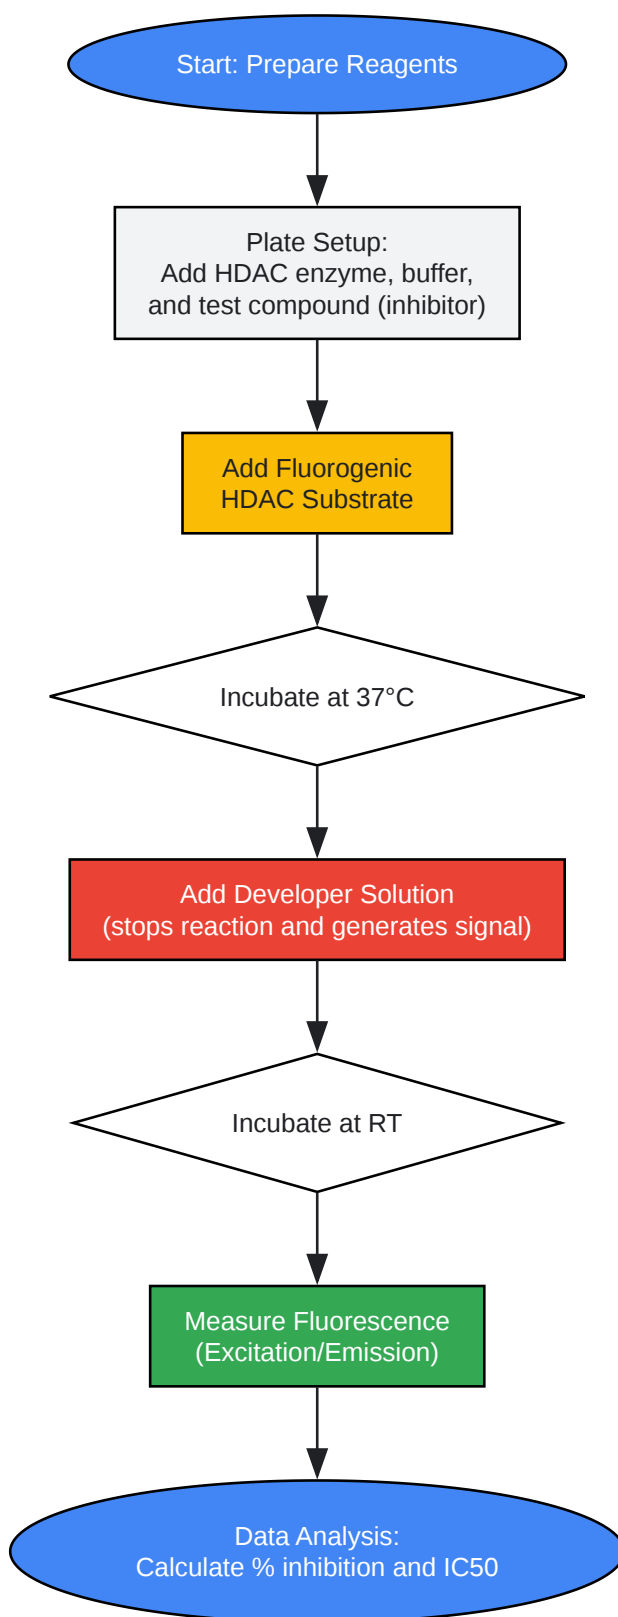 Start: Prepare Reagents
Plate Setup:
Add HDAC enzyme, buffer,
and test compound (inhibitor)
Add Fluorogenic
HDAC Substrate
Incubate at 37°C
Add Developer Solution
(stops reaction and generates signal)
Incubate at RT
Measure Fluorescence
(Excitation/Emission)
Data Analysis:
Calculate % inhibition and IC50